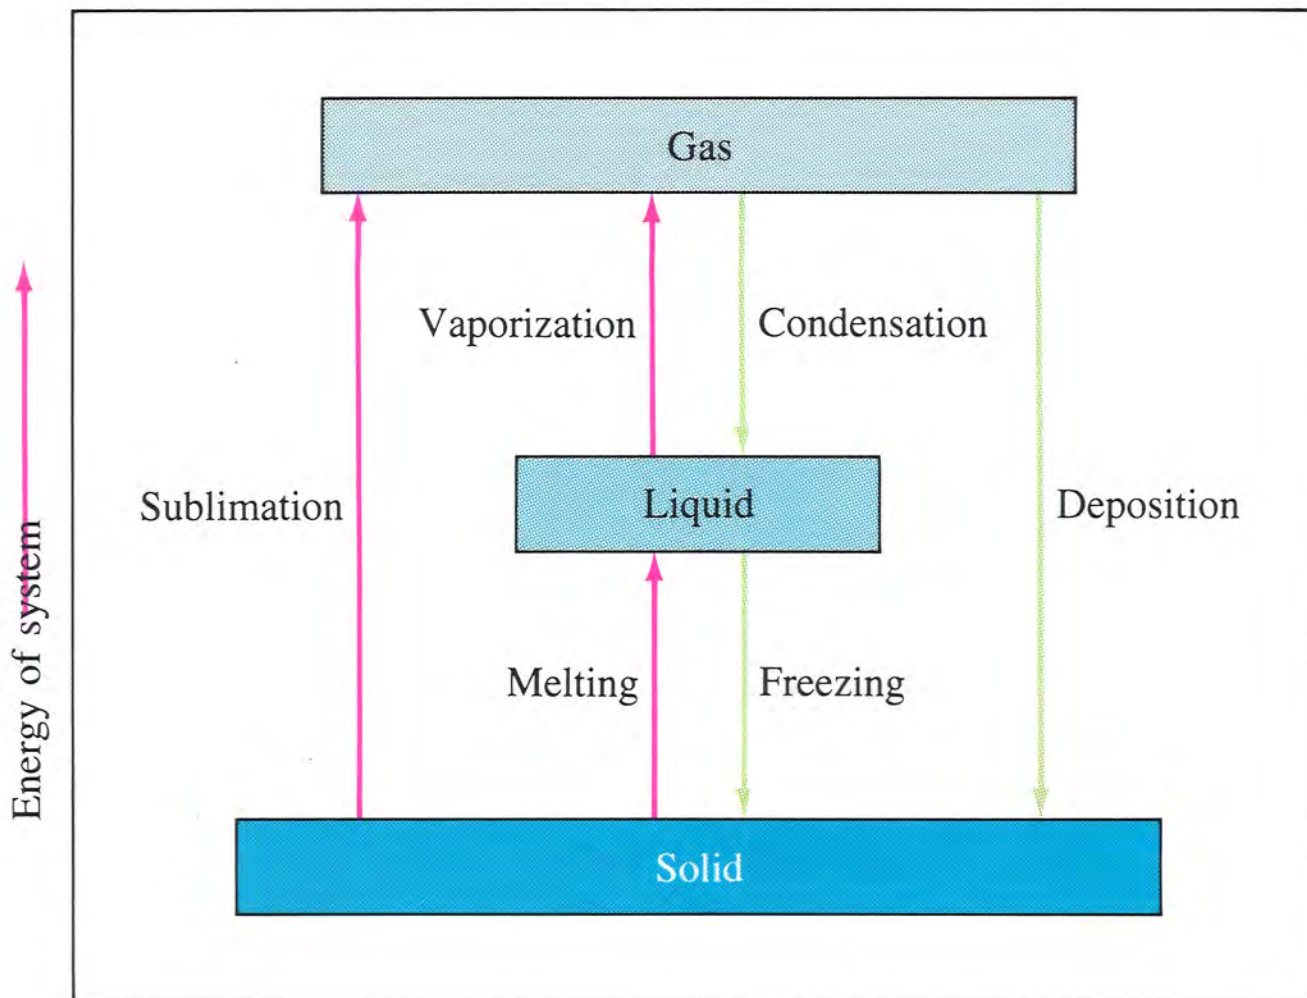 Gas
Vaporization
Condensation
Sublimation
Liquid
Deposition
Energy of system
Melting
Freezing
Solid